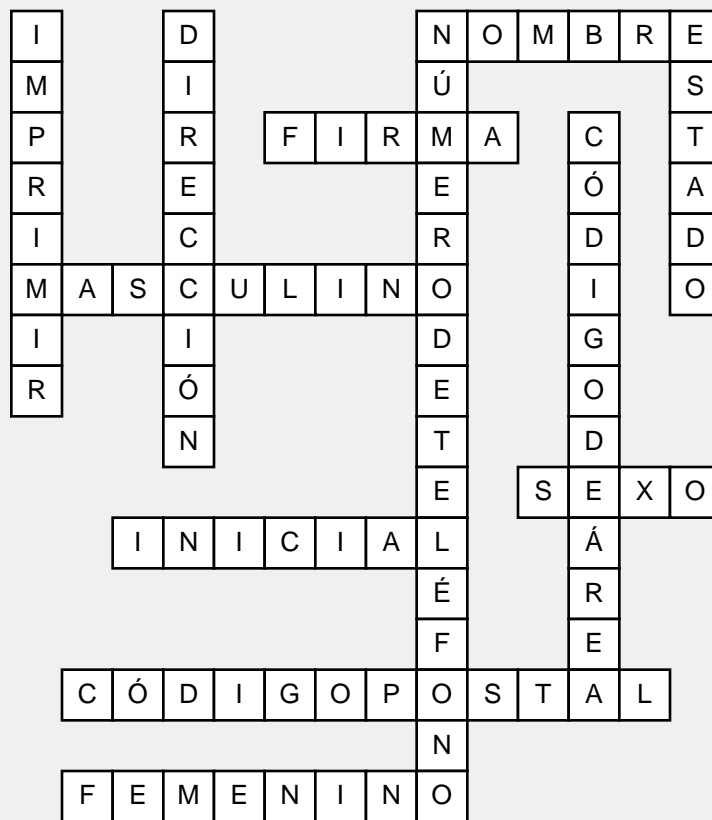 IMPRIMIR
DIRECCIÓN
NÚMERODETELÉFONO
NOMBRE
ESTADO
FIRMA
CÓDIGODEÁREA
MASCULINO
SEXO
INICIAL
CÓDIGOPOSTAL
FEMENINO